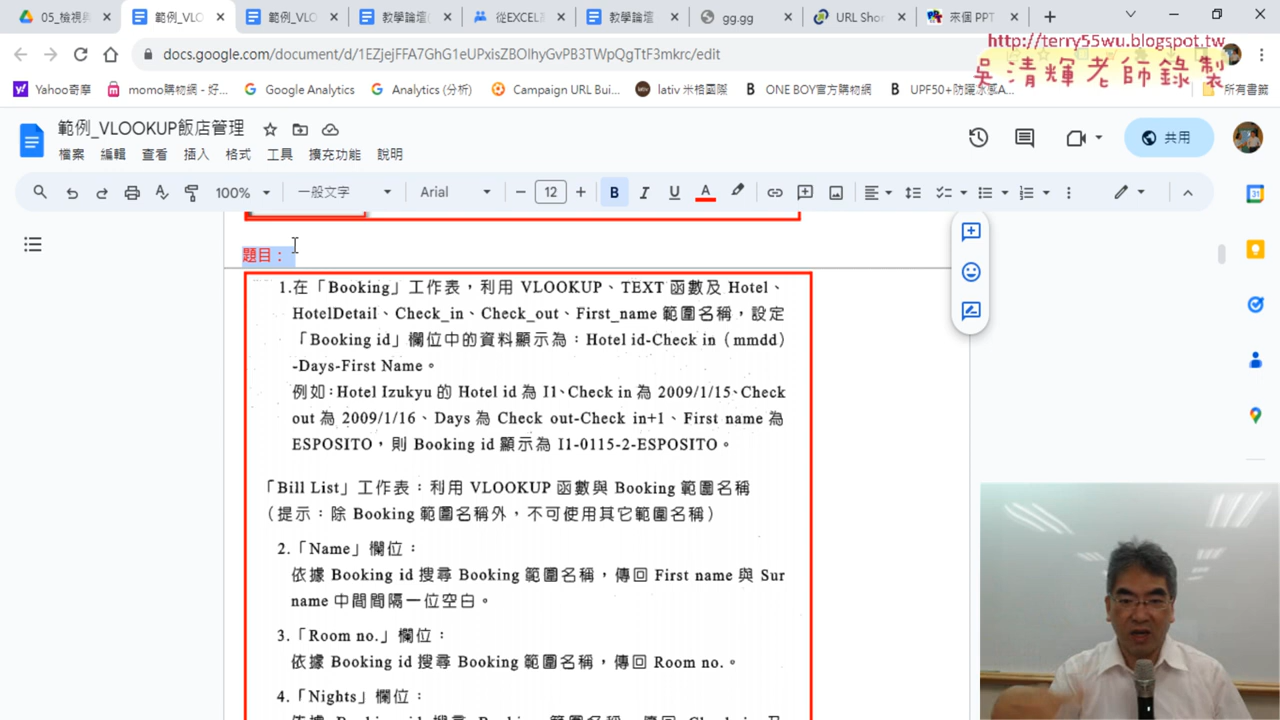 05_檢視與
範例_VLO
範例_VLO
教學論壇(
從EXCEL
教學論壇
gg.gg
URL Shor
來個 PPT
docs.google.com/document/d/1EZjejFFA7GhG1eUPxisZBOlhyGvPB3TWpQgTtF3mkrc/edit
http://terry55wu.blogspot.tw
吳清輝老師錄製
Yahoo奇摩
momo購物網 - 好...
Google Analytics
Analytics (分析)
Campaign URL Bui...
lativ 米格國際
ONE BOY官方購物網
UPF50+防曬冰感A...
所有書籤
範例_VLOOKUP飯店管理
檔案 編輯 查看 插入 格式 工具 擴充功能 說明
共用
100% 一般文字 Arial 12 B I U A
題目：
1.在「Booking」工作表，利用 VLOOKUP、TEXT 函數及 Hotel、
HotelDetail、Check_in、Check_out、First_name 範圍名稱，設定
「Booking id」欄位中的資料顯示為：Hotel id-Check in（mmdd）
-Days-First Name。
例如：Hotel Izukyu 的 Hotel id 為 I1、Check in 為 2009/1/15、Check
out 為 2009/1/16、Days 為 Check out-Check in+1、First name 為
ESPOSITO，則 Booking id 顯示為 I1-0115-2-ESPOSITO。
「Bill List」工作表：利用 VLOOKUP 函數與 Booking 範圍名稱
（提示：除 Booking 範圍名稱外，不可使用其它範圍名稱）
2.「Name」欄位：
依據 Booking id 搜尋 Booking 範圍名稱，傳回 First name 與 Sur
name 中間間隔一位空白。
3.「Room no.」欄位：
依據 Booking id 搜尋 Booking 範圍名稱，傳回 Room no.。
4.「Nights」欄位：